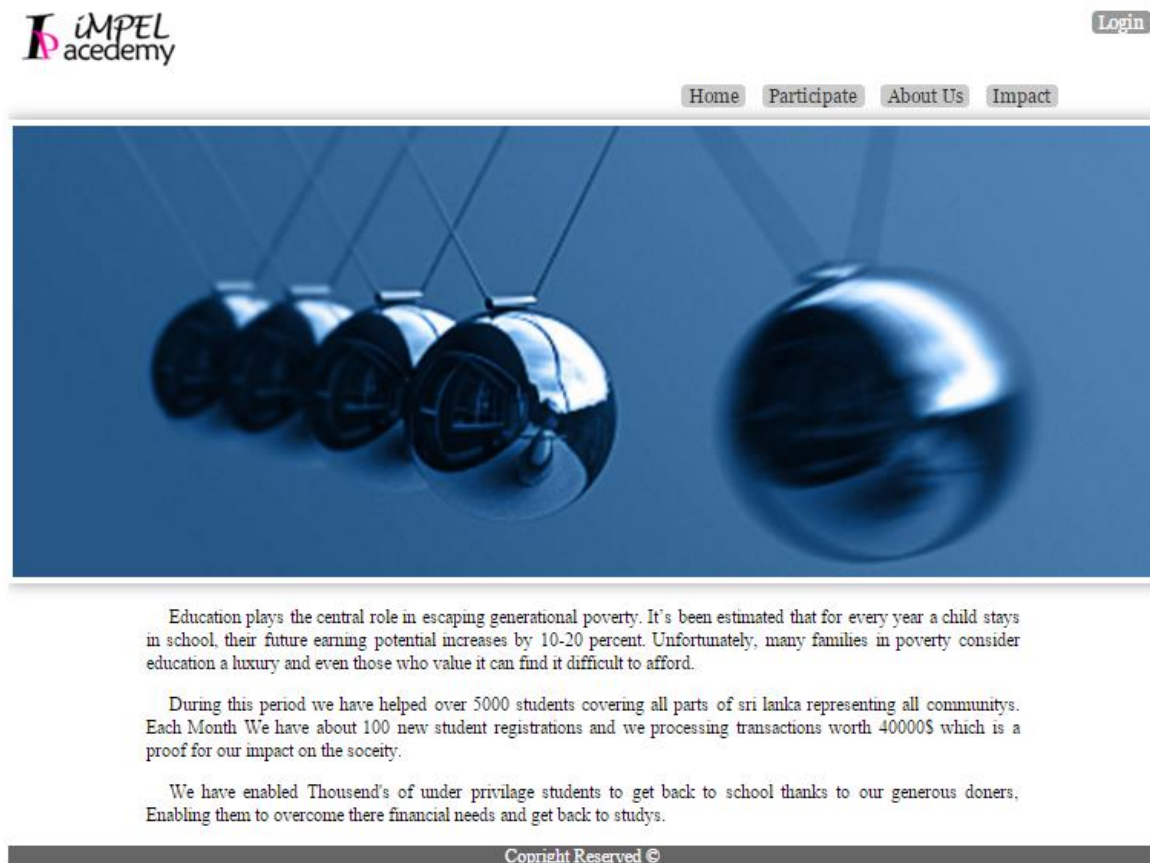 iMPEL
acedemy
Login
Home Participate About Us Impact
Education plays the central role in escaping generational poverty. It's been estimated that for every year a child stays
in school, their future earning potential increases by 10-20 percent. Unfortunately, many families in poverty consider
education a luxury and even those who value it can find it difficult to afford.
During this period we have helped over 5000 students covering all parts of sri lanka representing all communitys.
Each Month We have about 100 new student registrations and we processing transactions worth 40000$ which is a
proof for our impact on the soceity.
We have enabled Thousend's of under privilage students to get back to school thanks to our generous doners,
Enabling them to overcome there financial needs and get back to studys.
Copright Reserved ©